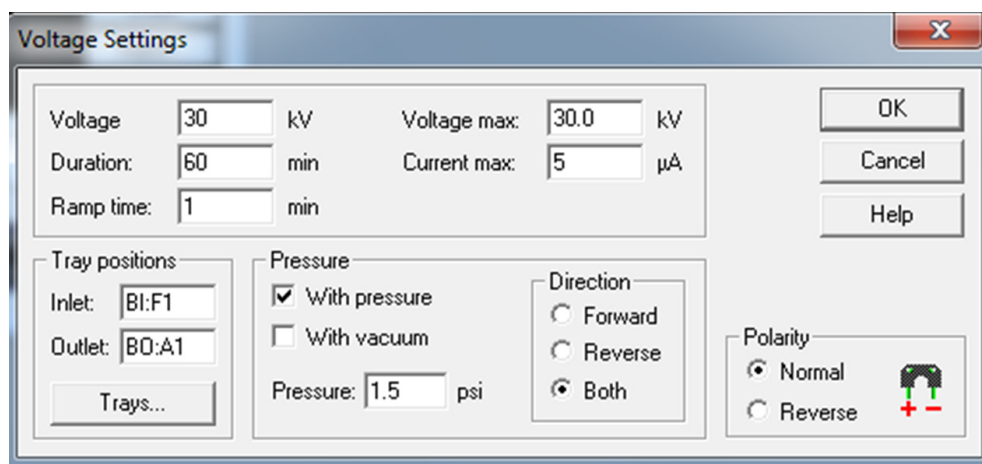 Voltage Settings
Voltage 30 kV Voltage max: 30.0 kV
Duration: 60 min Current max: 5 µA
Ramp time: 1 min
OK
Cancel
Help
Tray positions
Inlet: BI:F1
Outlet: BO:A1
Trays...
Pressure
With pressure
With vacuum
Pressure: 1.5 psi
Direction
Forward
Reverse
Both
Polarity
Normal
Reverse
+ −